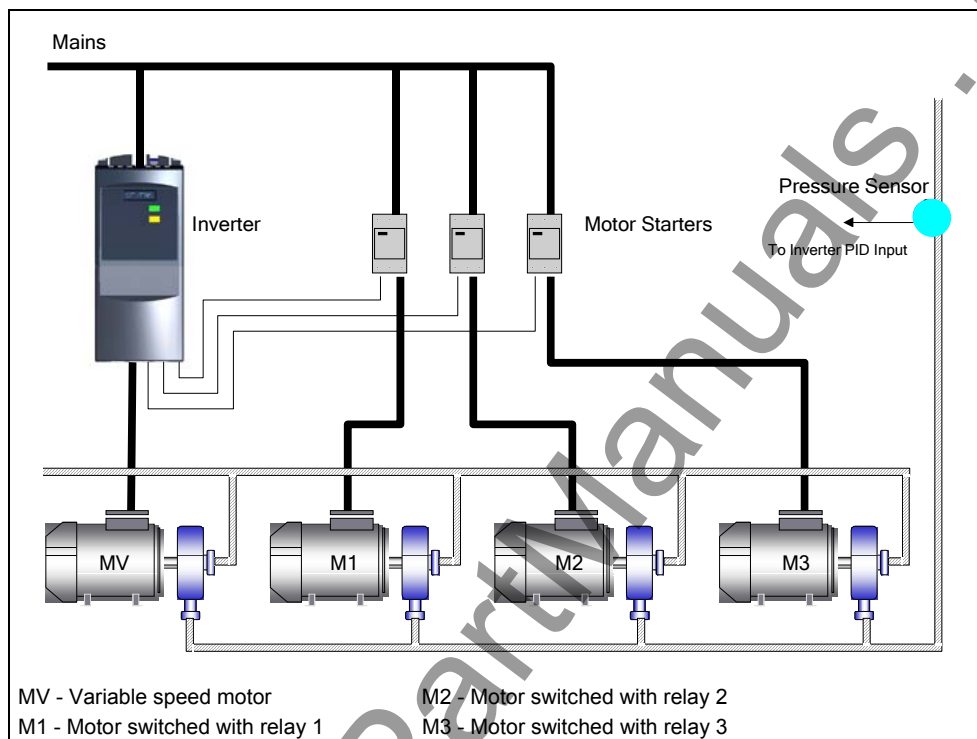 Mains
Pressure Sensor
Inverter
Motor Starters
To Inverter PID Input
MV
M1
M2
M3
MV - Variable speed motor
M2 - Motor switched with relay 2
M1 - Motor switched with relay 1
M3 - Motor switched with relay 3
PartManuals .